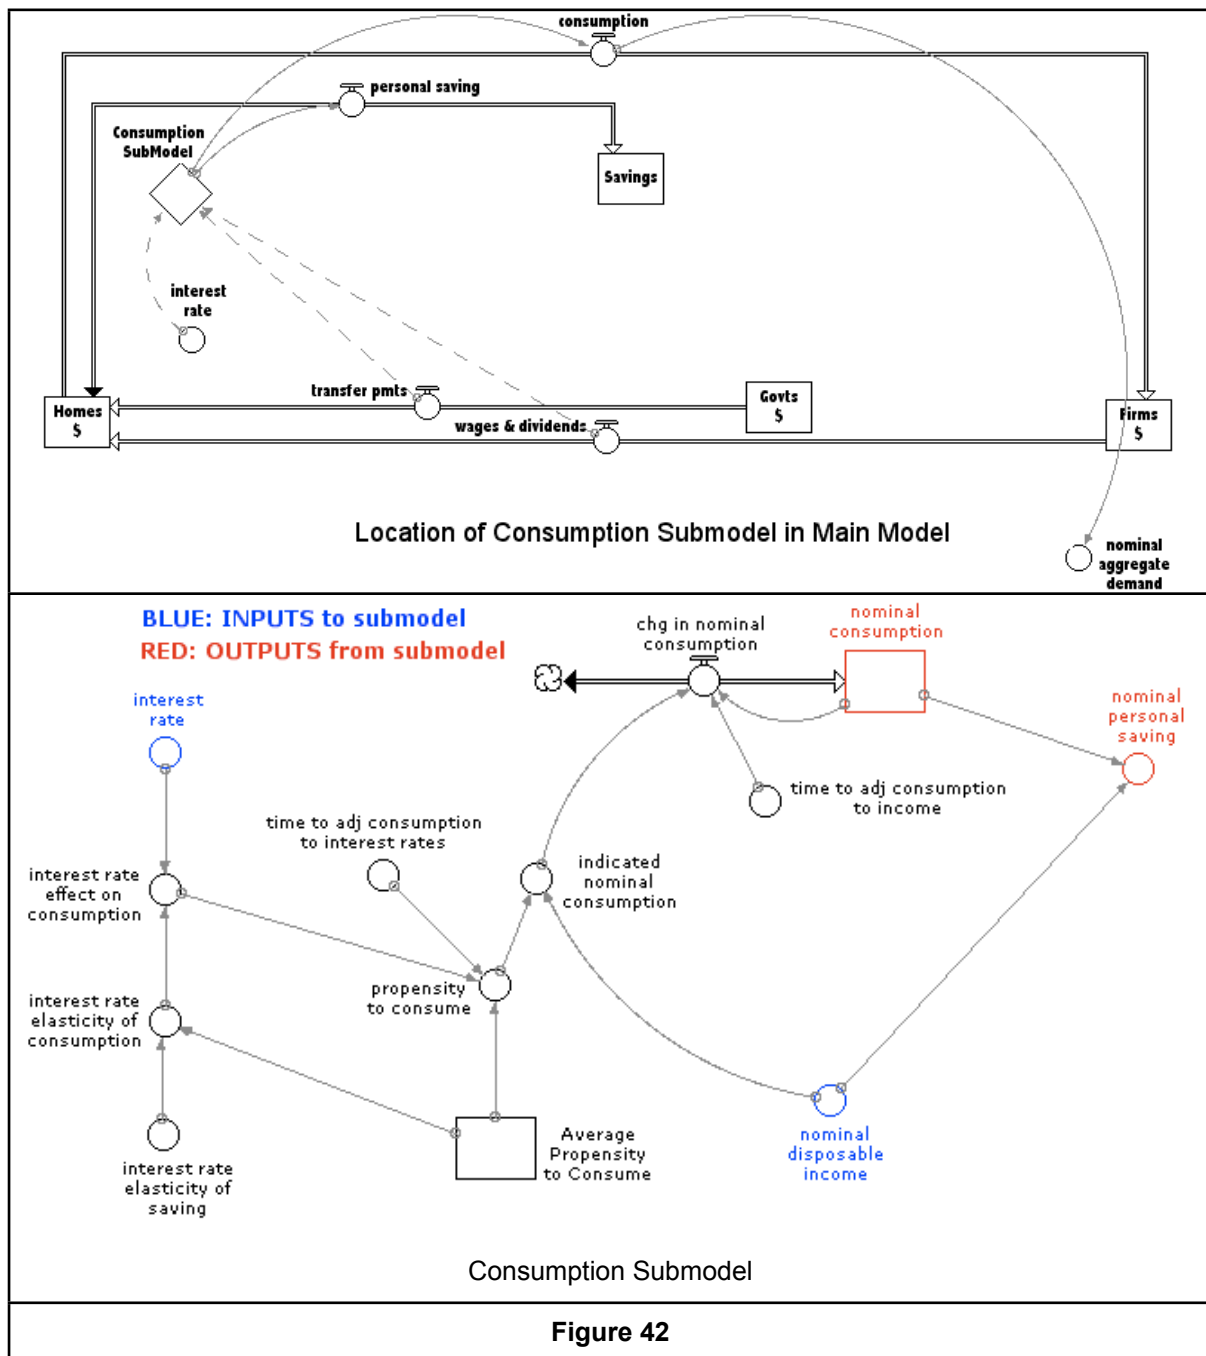 consumption
personal saving
Consumption
SubModel
Savings
interest
rate
transfer pmts
Govts
$
Homes
$
wages & dividends
Firms
$
Location of Consumption Submodel in Main Model
nominal
aggregate
demand
BLUE: INPUTS to submodel
RED: OUTPUTS from submodel
chg in nominal
consumption
nominal
consumption
interest
rate
nominal
personal
saving
time to adj consumption
to income
time to adj consumption
to interest rates
interest rate
effect on
consumption
indicated
nominal
consumption
propensity
to consume
interest rate
elasticity of
consumption
Average
Propensity
to Consume
nominal
disposable
income
interest rate
elasticity of
saving
Consumption Submodel
Figure 42